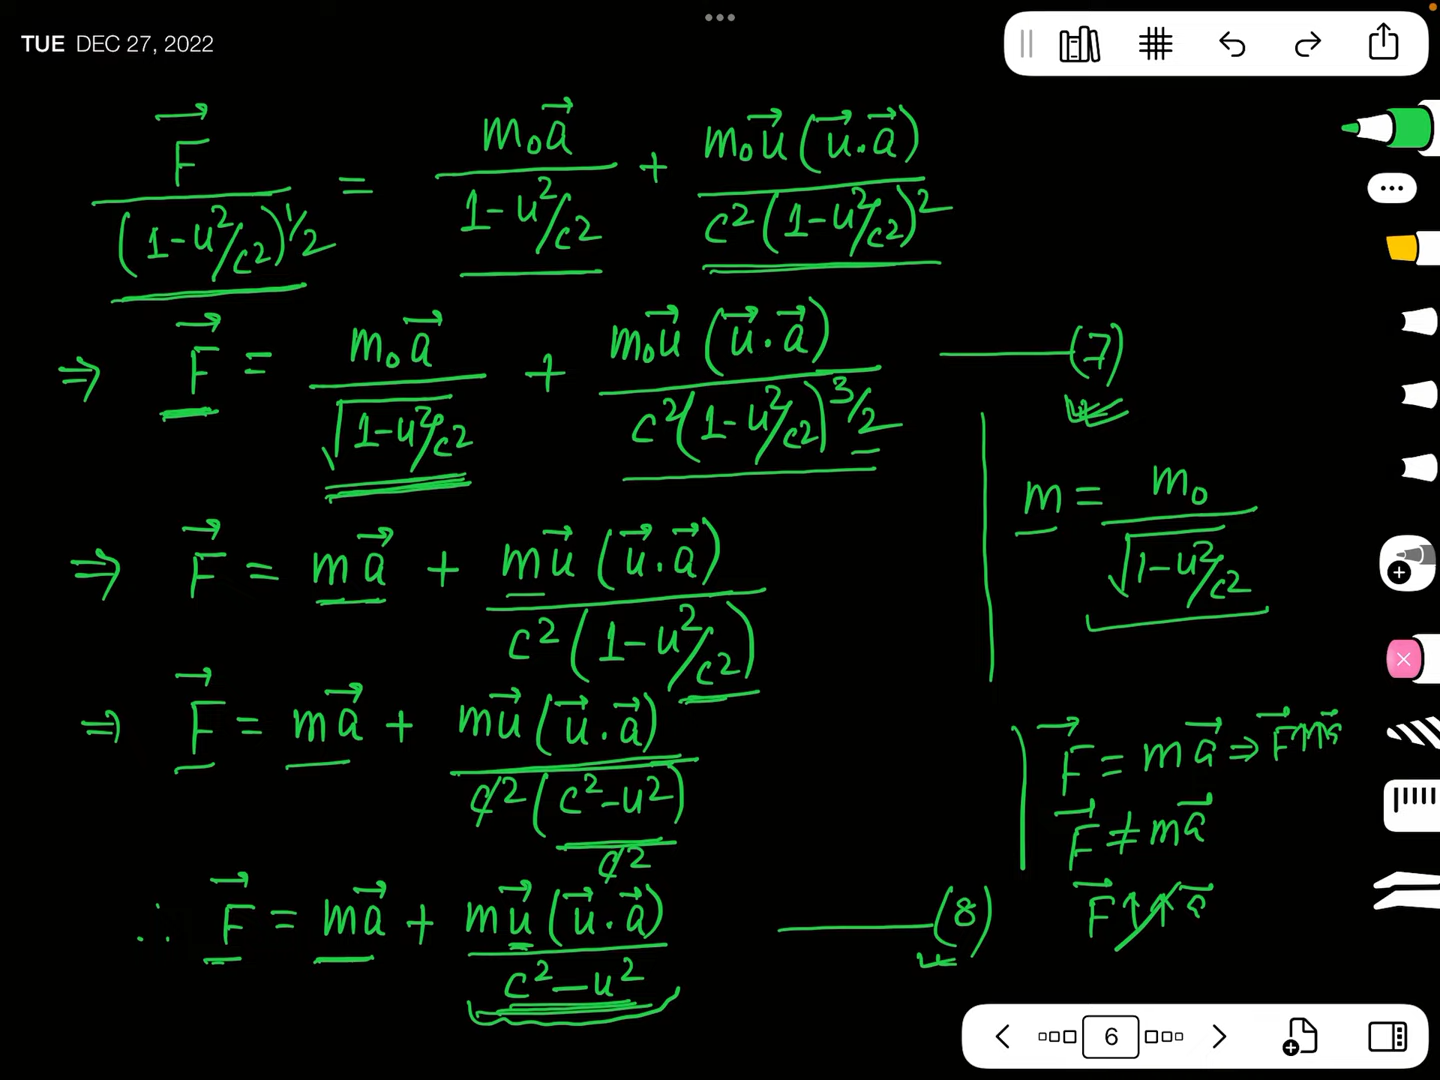 TUE DEC 27, 2022
F⃗ / (1-u²/c²)^1/2 = m₀a⃗ / 1-u²/c² + m₀u⃗(u⃗.a⃗) / c²(1-u²/c²)²
⇒ F⃗ = m₀a⃗ / √1-u²/c² + m₀u⃗(u⃗.a⃗) / c²(1-u²/c²)^3/2 —— (7)
m = m₀ / √1-u²/c²
⇒ F⃗ = ma⃗ + mu⃗(u⃗.a⃗) / c²(1-u²/c²)
⇒ F⃗ = ma⃗ + mu⃗(u⃗.a⃗) / c²(c²-u²)/c²
F⃗ = ma⃗ ⇒ F⃗↑↑a⃗
F⃗ ≠ ma⃗
F⃗↑↑a⃗
∴ F⃗ = ma⃗ + mu⃗(u⃗.a⃗) / c²-u² —— (8)
6